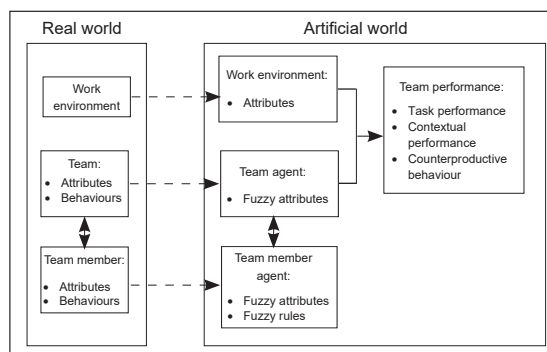 Real world
Artificial world
Work
environment
Work environment:
• Attributes
Team performance:
• Task performance
• Contextual
performance
• Counterproductive
behaviour
Team:
• Attributes
• Behaviours
Team agent:
• Fuzzy attributes
Team member:
• Attributes
• Behaviours
Team member
agent:
• Fuzzy attributes
• Fuzzy rules